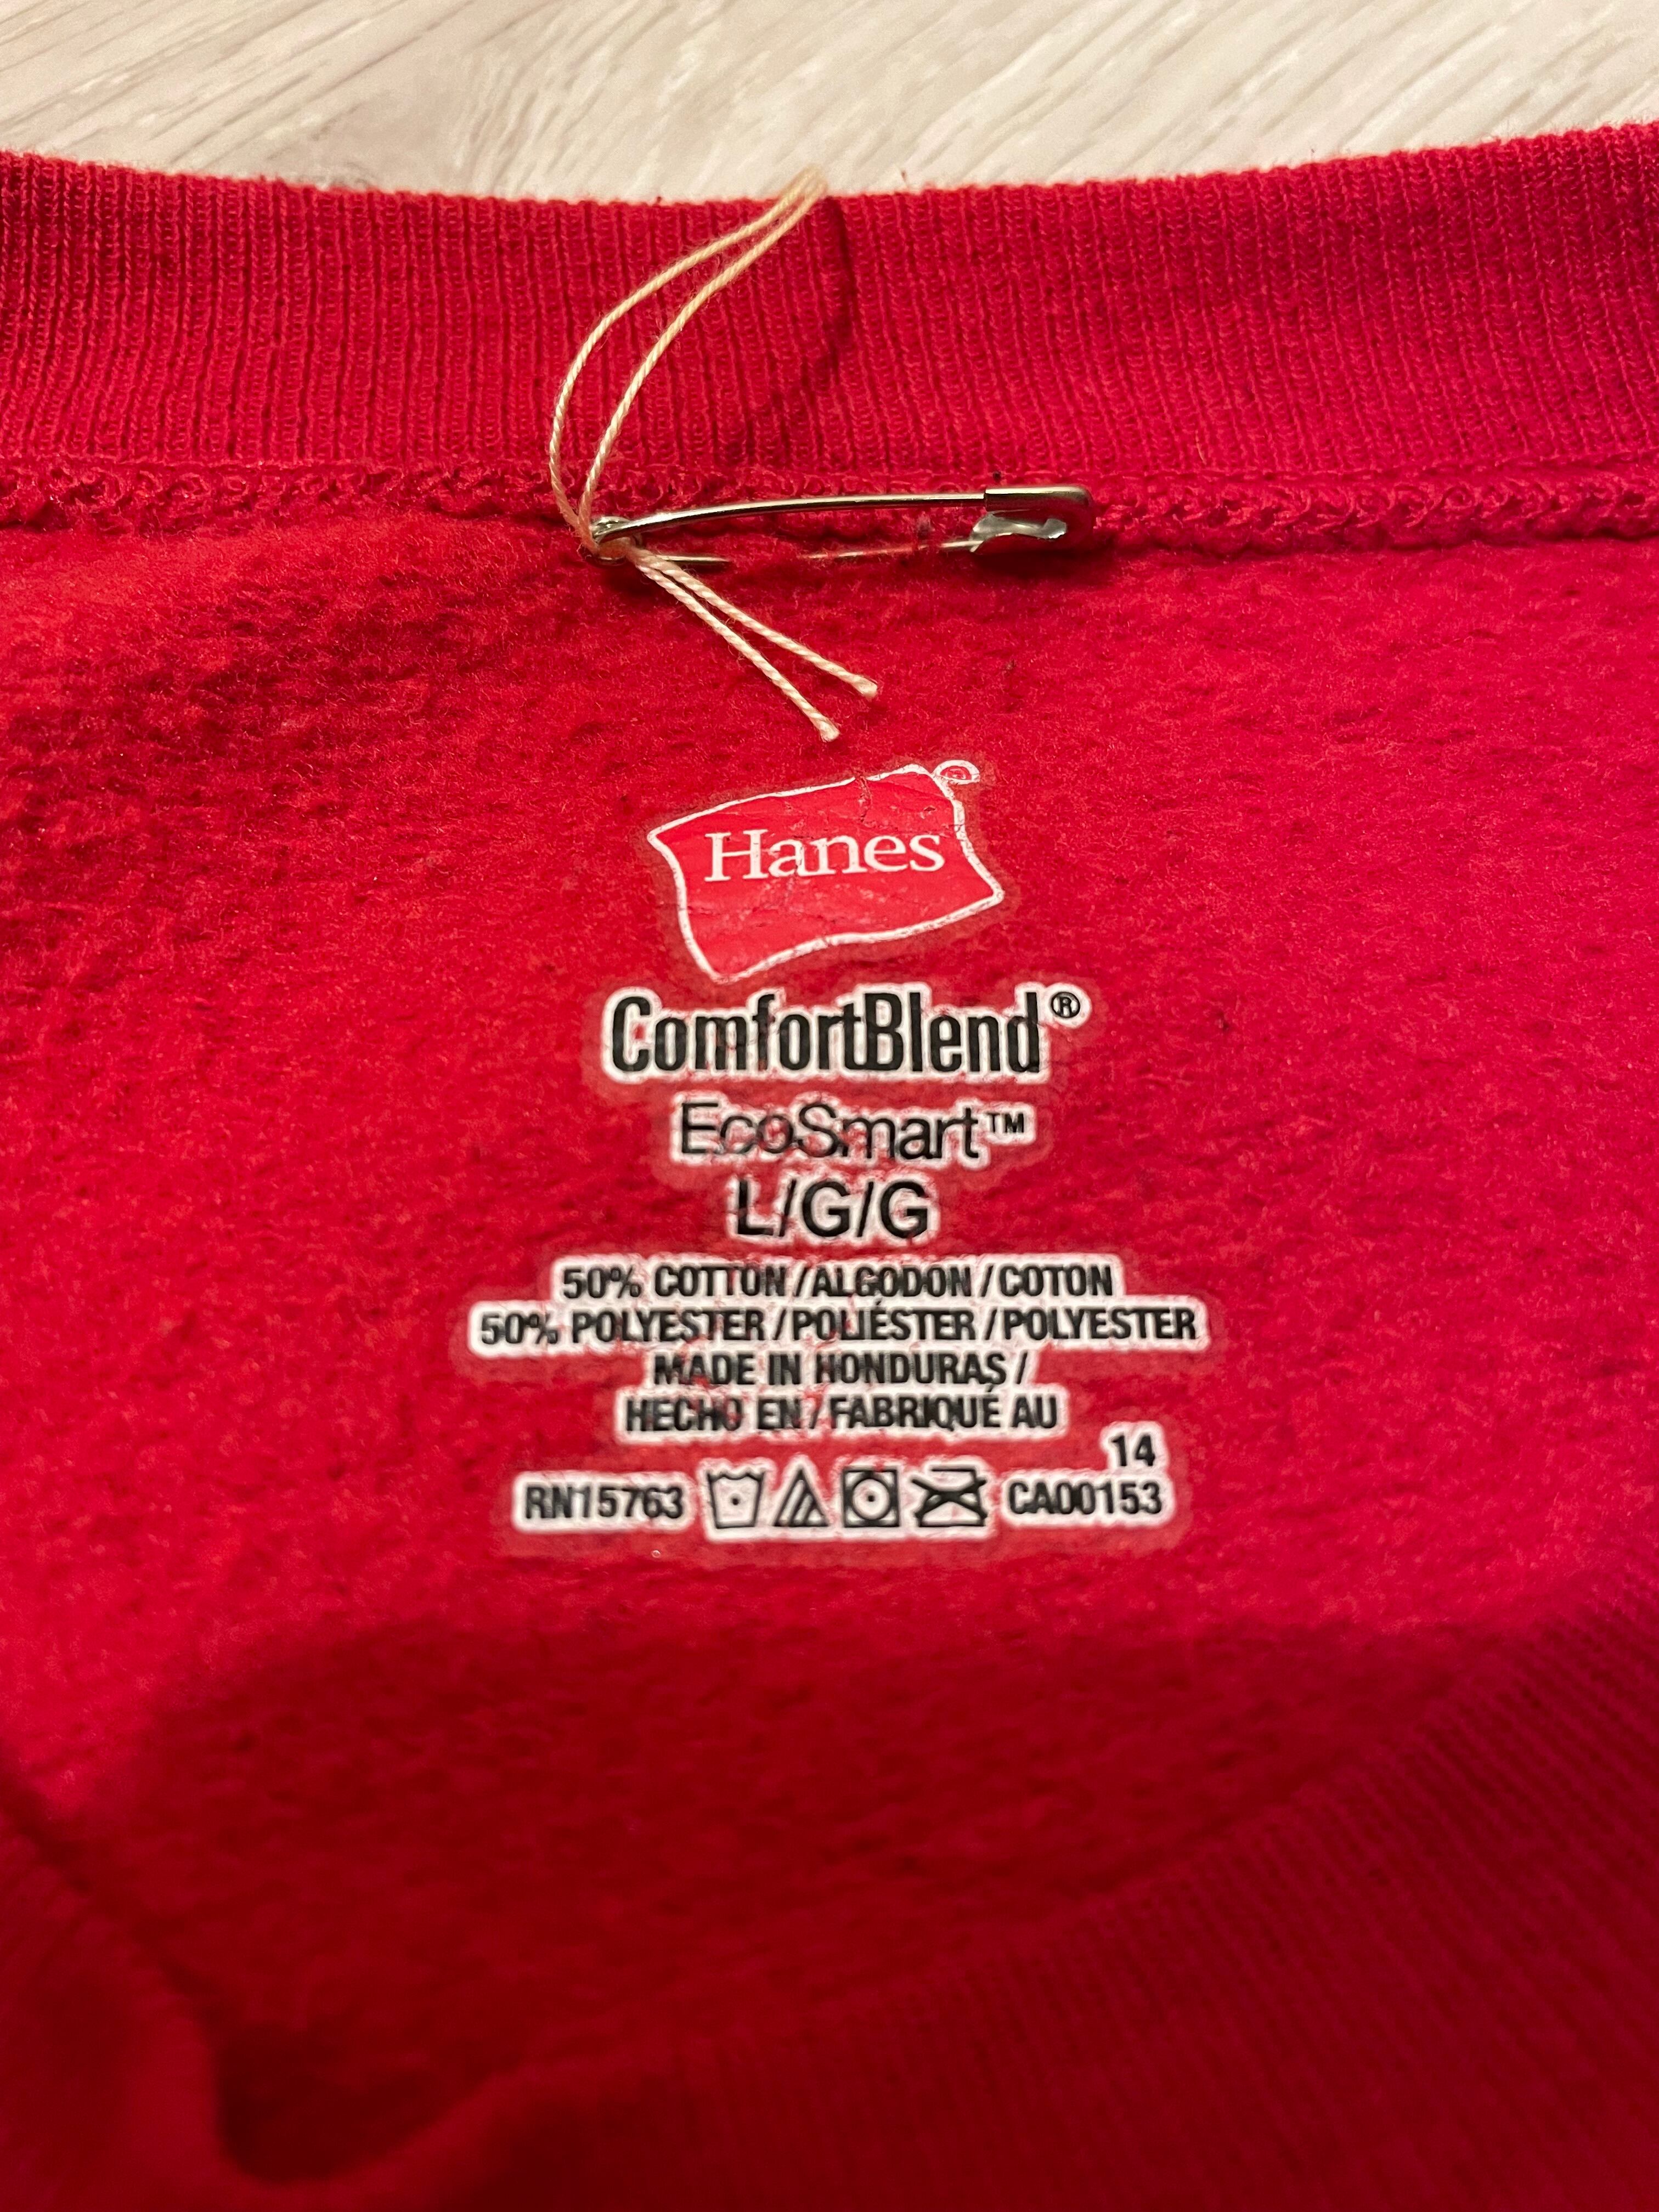 Hanes®
ComfortBlend®
EcoSmart™
L/G/G
50% COTTON/ALGODON/COTON
50% POLYESTER/POLIÉSTER/POLYESTER
MADE IN HONDURAS/
HECHO EN/FABRIQUÉ AU
14
RN15763 CA00153